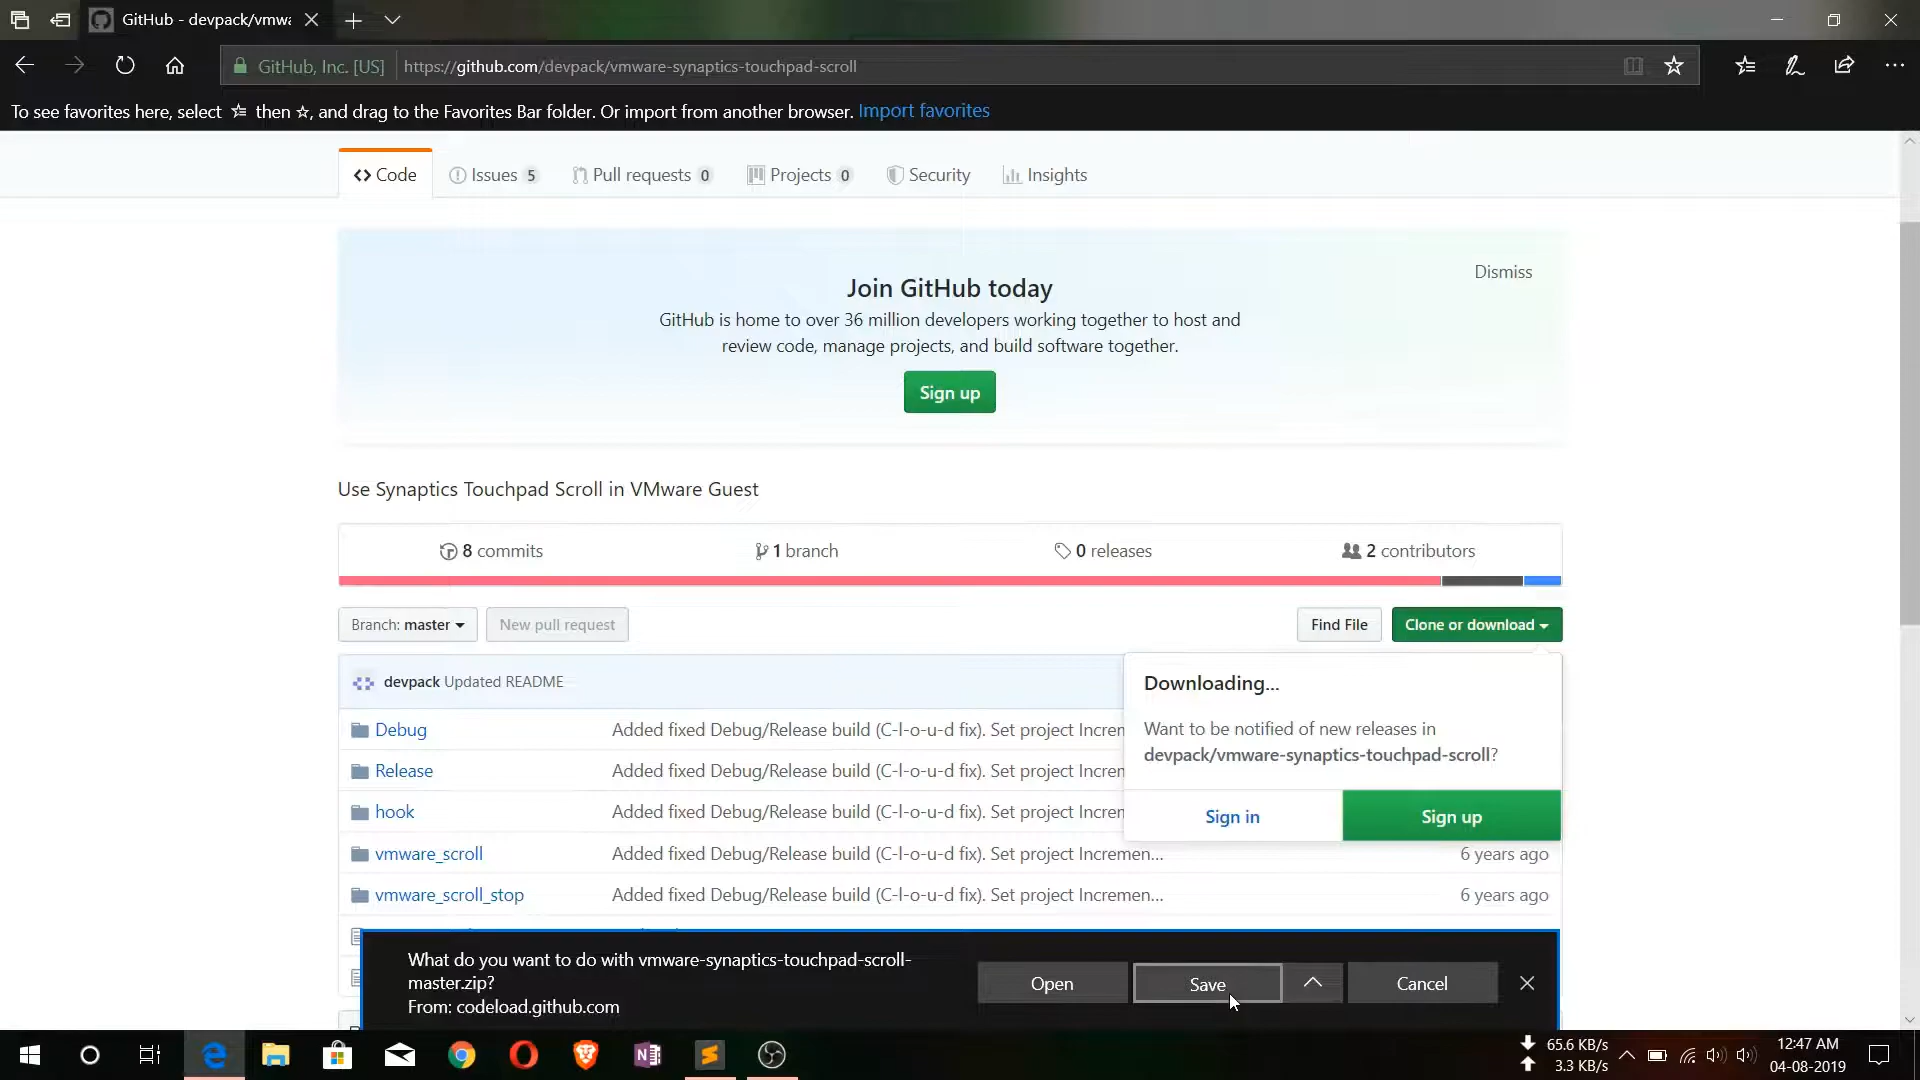 GitHub - devpack/vmwa
GitHub, Inc. [US]
https://github.com/devpack/vmware-synaptics-touchpad-scroll
To see favorites here, select then , and drag to the Favorites Bar folder. Or import from another browser. Import favorites
Code
Issues 5
Pull requests 0
Projects 0
Security
Insights
Dismiss
Join GitHub today
GitHub is home to over 36 million developers working together to host and
review code, manage projects, and build software together.
Sign up
Use Synaptics Touchpad Scroll in VMware Guest
8 commits
1 branch
0 releases
2 contributors
Branch: master
New pull request
Find File
Clone or download
devpack Updated README
Downloading...
Want to be notified of new releases in
devpack/vmware-synaptics-touchpad-scroll?
Sign in
Sign up
Debug Added fixed Debug/Release build (C-l-o-u-d fix). Set project Incren
Release Added fixed Debug/Release build (C-l-o-u-d fix). Set project Incren
hook Added fixed Debug/Release build (C-l-o-u-d fix). Set project Incren
vmware_scroll Added fixed Debug/Release build (C-l-o-u-d fix). Set project Incremen... 6 years ago
vmware_scroll_stop Added fixed Debug/Release build (C-l-o-u-d fix). Set project Incremen... 6 years ago
What do you want to do with vmware-synaptics-touchpad-scroll-
master.zip?
From: codeload.github.com
Open
Save
Cancel
65.6 KB/s
3.3 KB/s
12:47 AM
04-08-2019